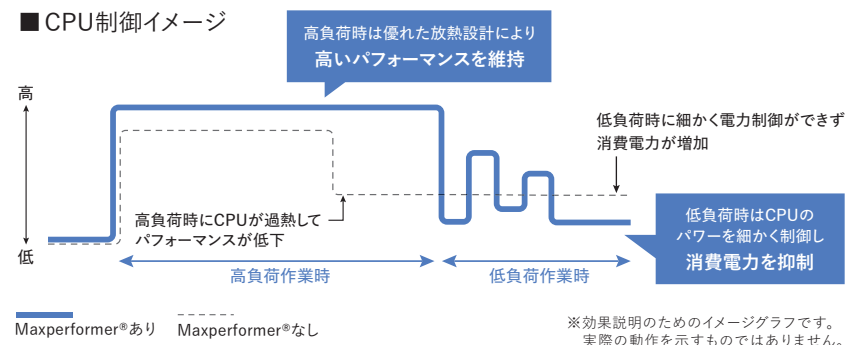 ■CPU制御イメージ
高負荷時は優れた放熱設計により
高いパフォーマンスを維持
高
低負荷時に細かく電力制御ができず
消費電力が増加
高負荷時にCPUが過熱して
パフォーマンスが低下
低
低負荷時はCPUの
パワーを細かく制御し
消費電力を抑制
高負荷作業時
低負荷作業時
Maxperformer®あり
Maxperformer®なし
※効果説明のためのイメージグラフです。
実際の動作を示すものではありません。